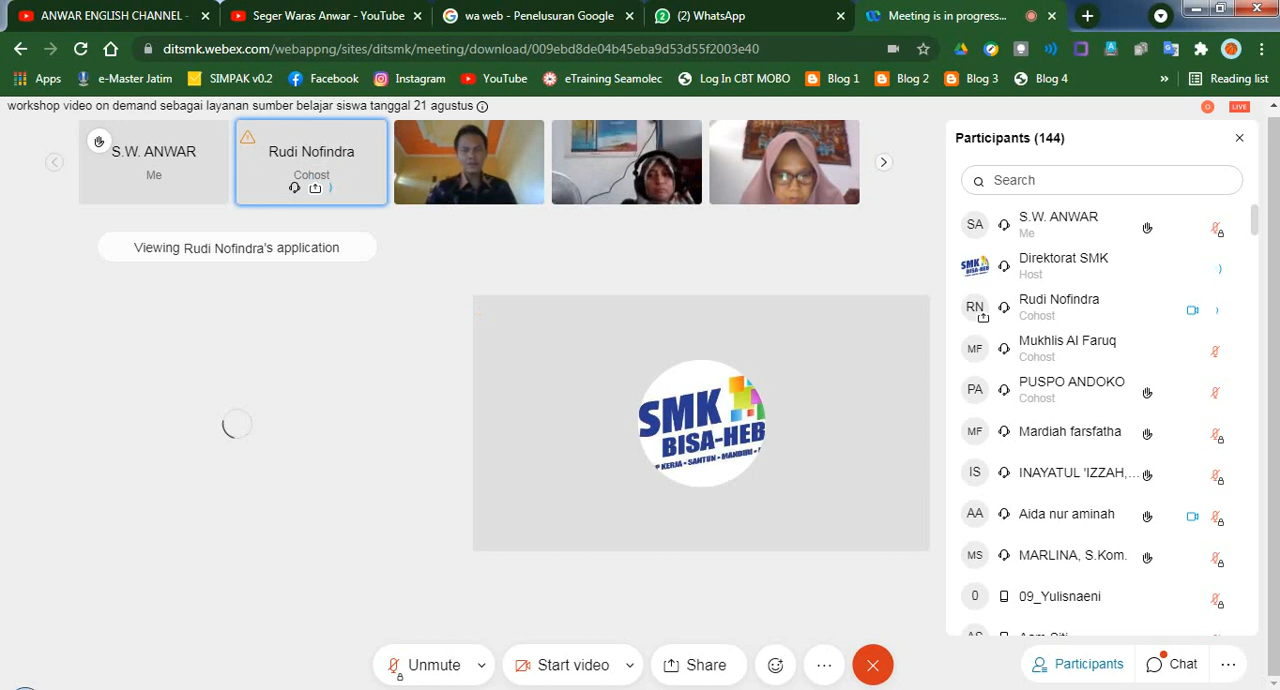 ANWAR ENGLISH CHANNEL -
Seger Waras Anwar - YouTube
wa web - Penelusuran Google
(2) WhatsApp
Meeting is in progress...
ditsmk.webex.com/webappng/sites/ditsmk/meeting/download/009ebd8de04b45eba9d53d55f2003e40
Apps
e-Master Jatim
SIMPAK v0.2
Facebook
Instagram
YouTube
eTraining Seamolec
Log In CBT MOBO
Blog 1
Blog 2
Blog 3
Blog 4
»
Reading list
workshop video on demand sebagai layanan sumber belajar siswa tanggal 21 agustus
LIVE
S.W. ANWAR
Me
Rudi Nofindra
Cohost
Viewing Rudi Nofindra's application
SMK
BISA-HEB
P KERJA • SANTUN • MANDIRI •
Participants (144)
Search
SA
S.W. ANWAR
Me
SMK
BISA-HEB
Direktorat SMK
Host
RN
Rudi Nofindra
Cohost
MF
Mukhlis Al Faruq
Cohost
PA
PUSPO ANDOKO
Cohost
MF
Mardiah farsfatha
IS
INAYATUL 'IZZAH,...
AA
Aida nur aminah
MS
MARLINA, S.Kom.
0
09_Yulisnaeni
Unmute
Start video
Share
...
Participants
Chat
...